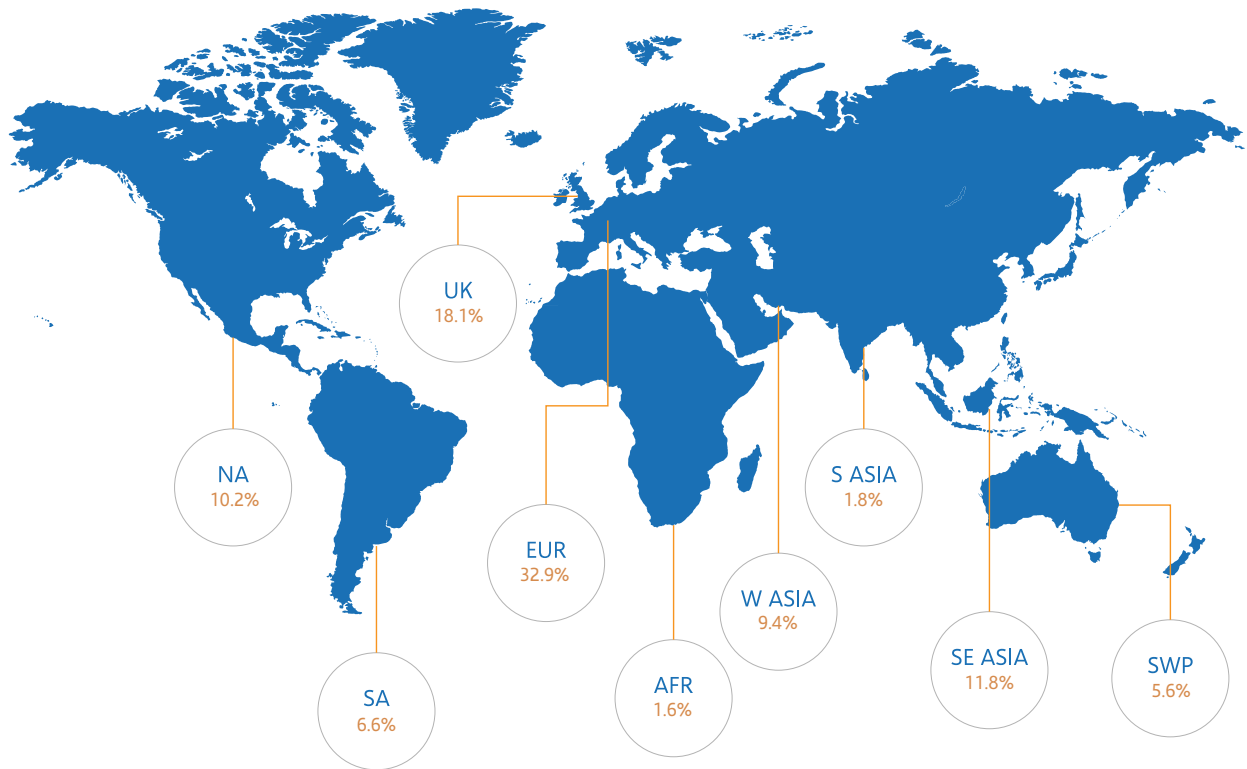 UK
18.1%
NA
10.2%
S ASIA
1.8%
EUR
32.9%
W ASIA
9.4%
SE ASIA
11.8%
SWP
5.6%
AFR
1.6%
SA
6.6%